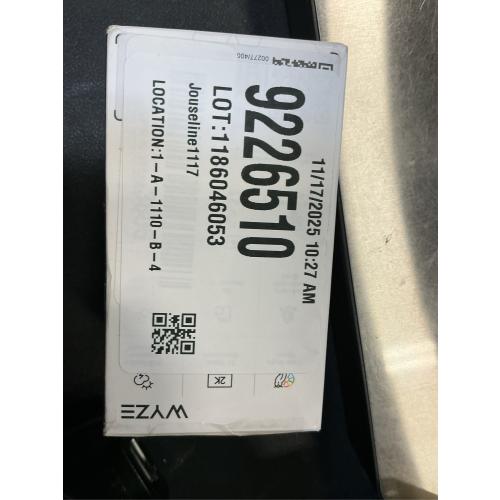 11/17/2025 10:27 AM
9226510
LOT:1186046053
Jouseline1117
LOCATION:1-A-1110-B-4
2K
WYZE